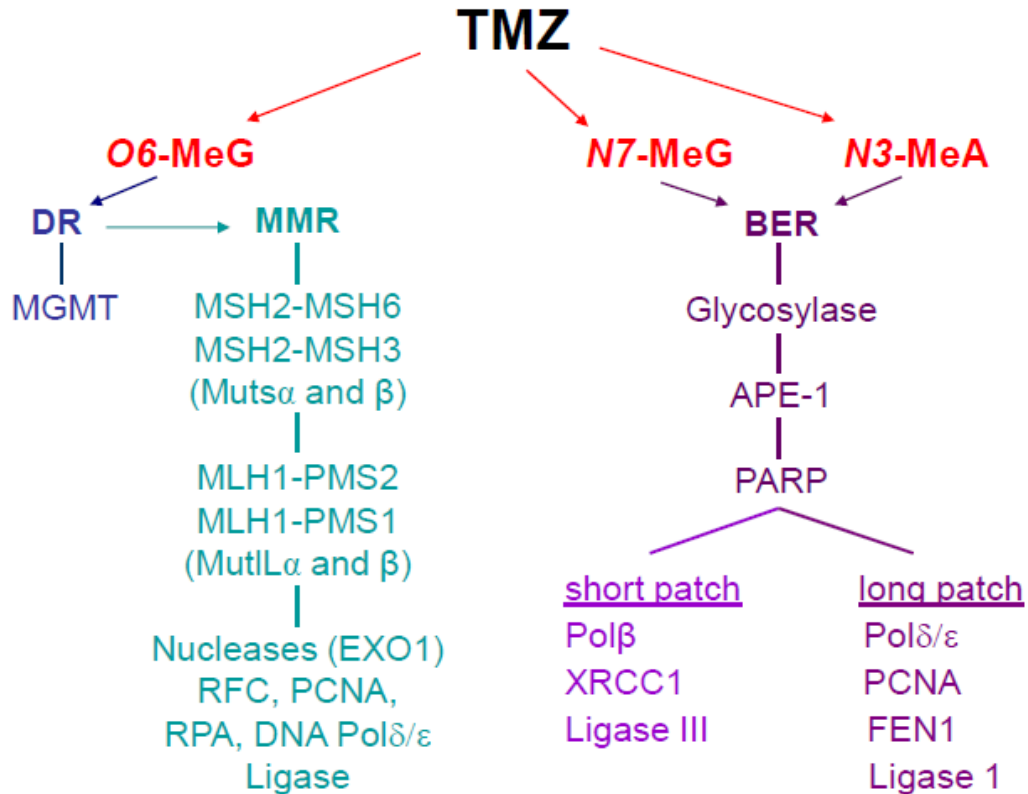 TMZ
O6-MeG
N7-MeG
N3-MeA
DR
MMR
BER
MGMT
MSH2-MSH6
MSH2-MSH3
(Mutsα and β)
MLH1-PMS2
MLH1-PMS1
(MutlLα and β)
Nucleases (EXO1)
RFC, PCNA,
RPA, DNA Polδ/ε
Ligase
Glycosylase
APE-1
PARP
short patch
Polβ
XRCC1
Ligase III
long patch
Polδ/ε
PCNA
FEN1
Ligase 1